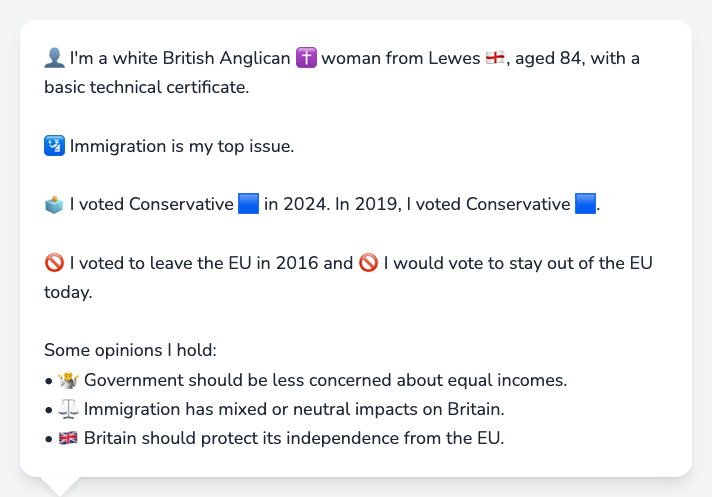 👤 I'm a white British Anglican ✝️ woman from Lewes 🏴󠁧󠁢󠁥󠁮󠁧󠁿, aged 84, with a
basic technical certificate.
🛂 Immigration is my top issue.
🗳️ I voted Conservative 🟦 in 2024. In 2019, I voted Conservative 🟦.
🚫 I voted to leave the EU in 2016 and 🚫 I would vote to stay out of the EU
today.
Some opinions I hold:
• 🤷 Government should be less concerned about equal incomes.
• ⚖️ Immigration has mixed or neutral impacts on Britain.
• 🇬🇧 Britain should protect its independence from the EU.